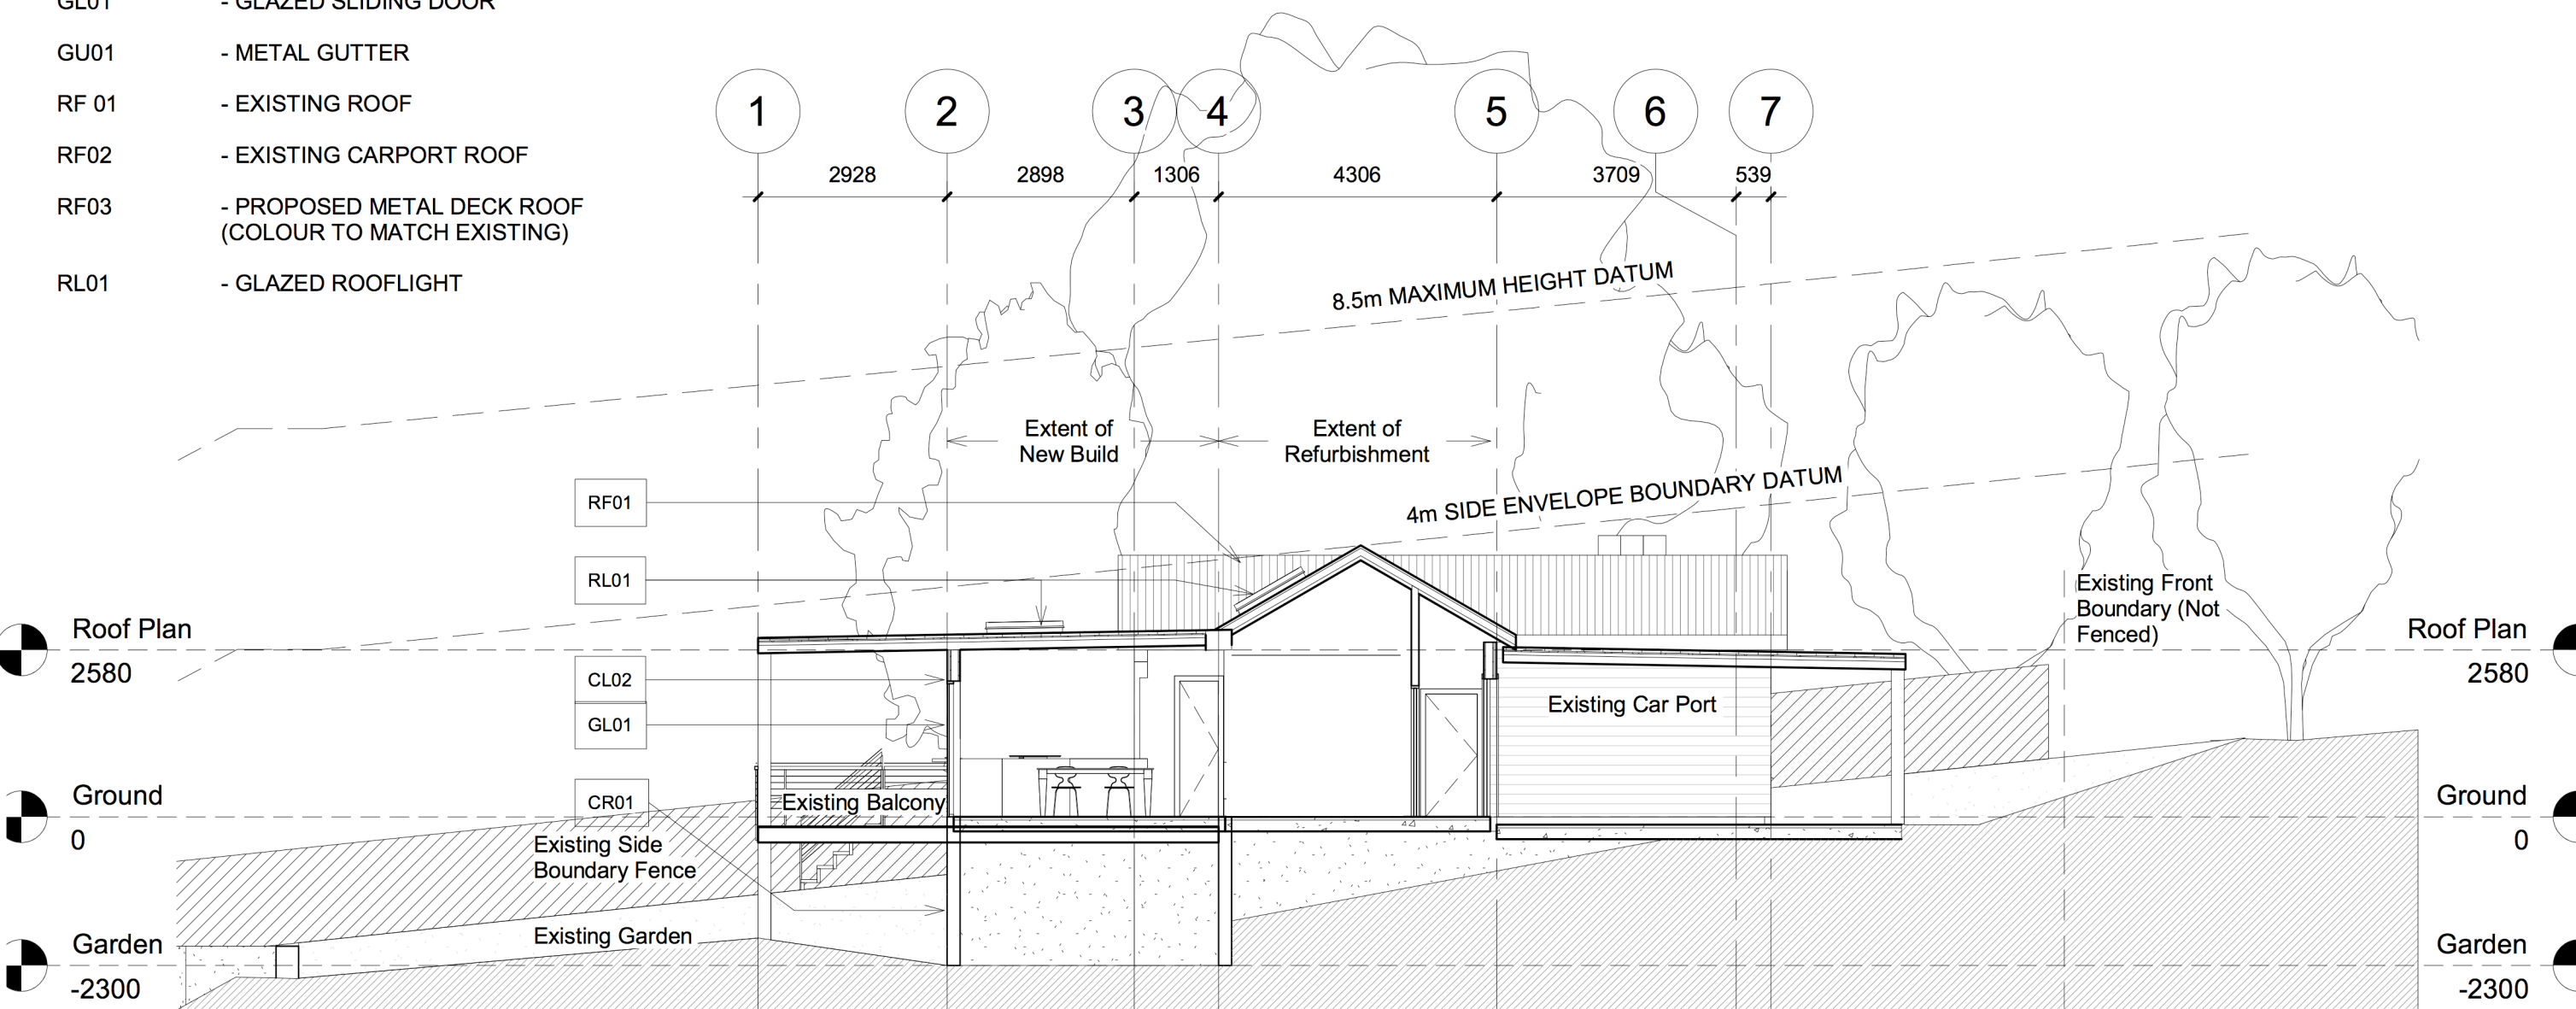 GL01 - GLAZED SLIDING DOOR
GU01 - METAL GUTTER
RF 01 - EXISTING ROOF
RF02 - EXISTING CARPORT ROOF
RF03 - PROPOSED METAL DECK ROOF
(COLOUR TO MATCH EXISTING)
RL01 - GLAZED ROOFLIGHT
1 2 3 4 5 6 7
2928 2898 1306 4306 3709 539
8.5m MAXIMUM HEIGHT DATUM
Extent of
New Build
Extent of
Refurbishment
4m SIDE ENVELOPE BOUNDARY DATUM
RF01
RL01
CL02
GL01
CR01
Existing Front
Boundary (Not
Fenced)
Roof Plan
2580
Roof Plan
2580
Existing Car Port
Ground
0
Existing Balcony
Ground
0
Existing Side
Boundary Fence
Existing Garden
Garden
-2300
Garden
-2300